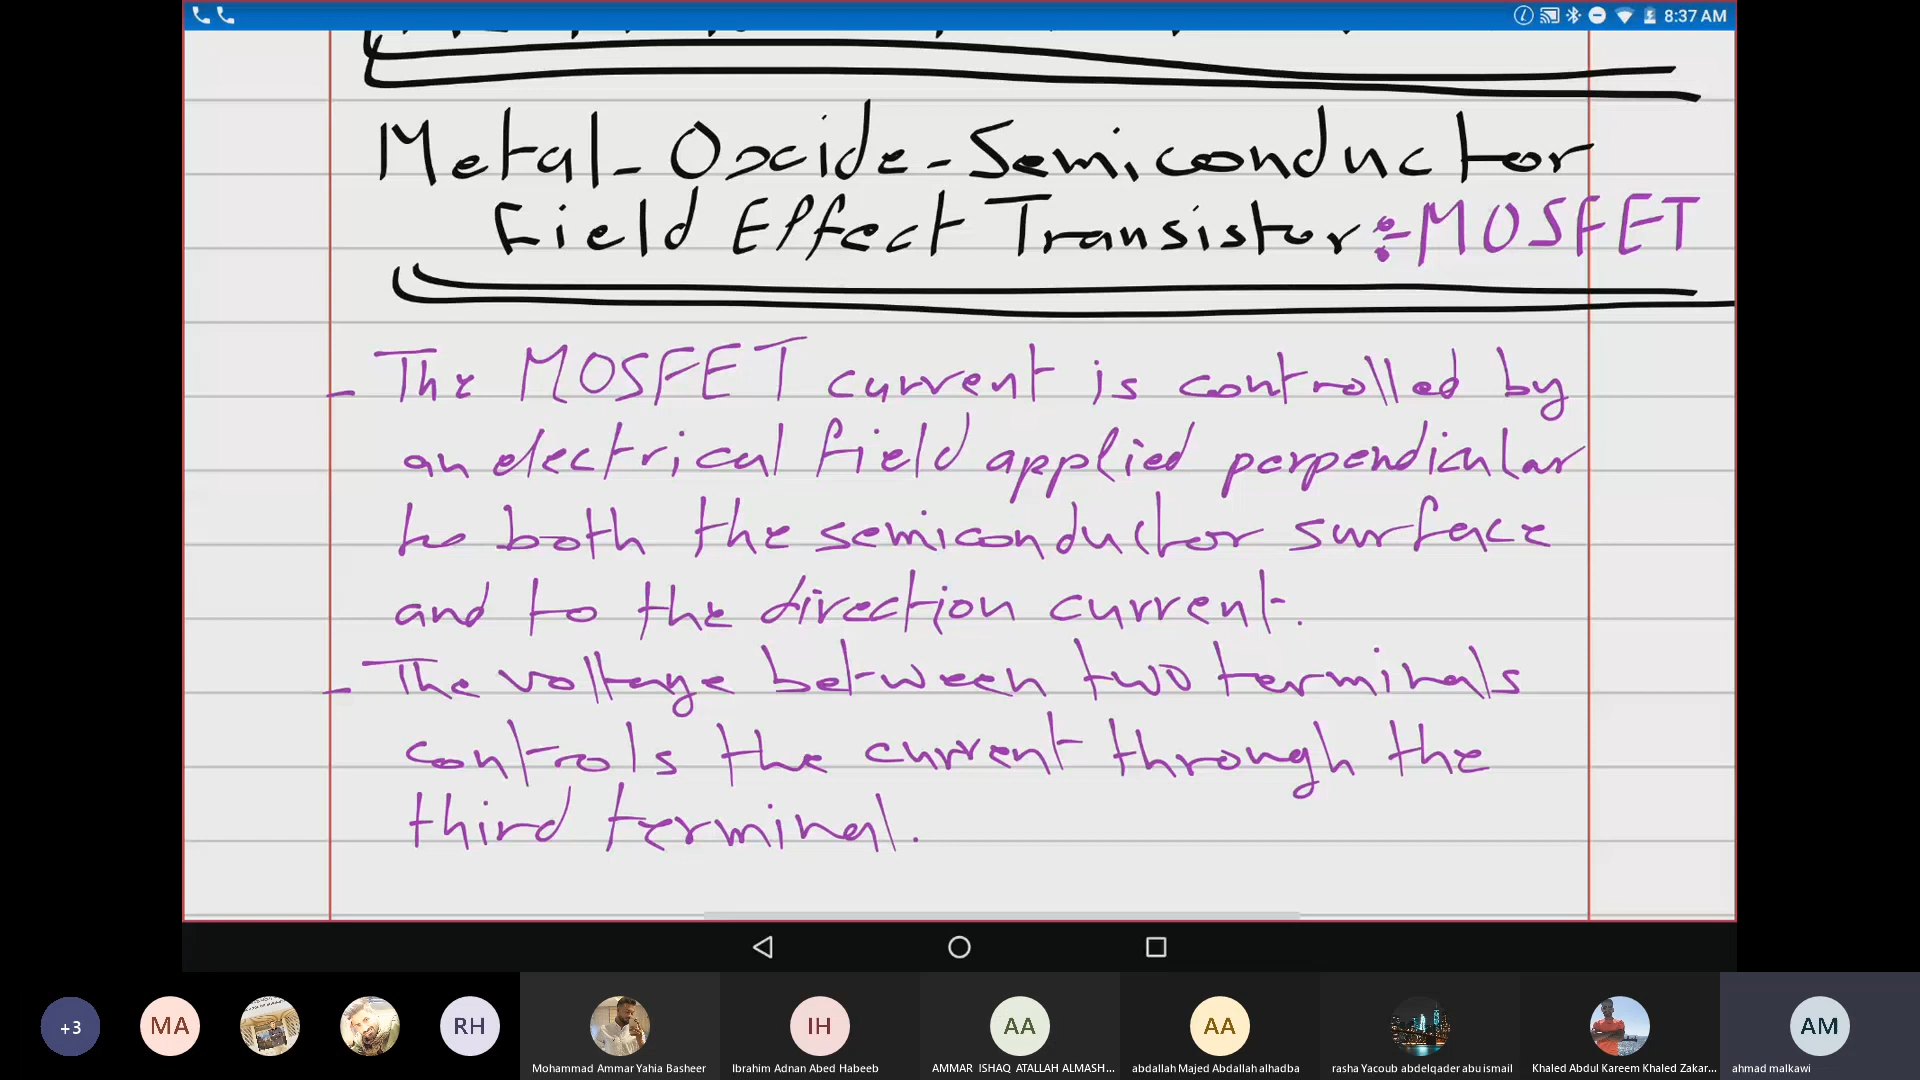 8:37 AM
Metal-Oxcide-Semiconductor
Field Effect Transistor:-MOSFET
- The MOSFET current is controlled by
an electrical field applied perpendicular
to both the semiconductor surface
and to the direction current.
- The voltage between two terminals
controls the current through the
third terminal.
+3
MA
RH
IH
AA
AA
AM
Mohammad Ammar Yahia Basheer
Ibrahim Adnan Abed Habeeb
AMMAR ISHAQ ATALLAH ALMASH...
abdallah Majed Abdallah alhadba
rasha Yacoub abdelqader abu ismail
Khaled Abdul Kareem Khaled Zakar...
ahmad malkawi